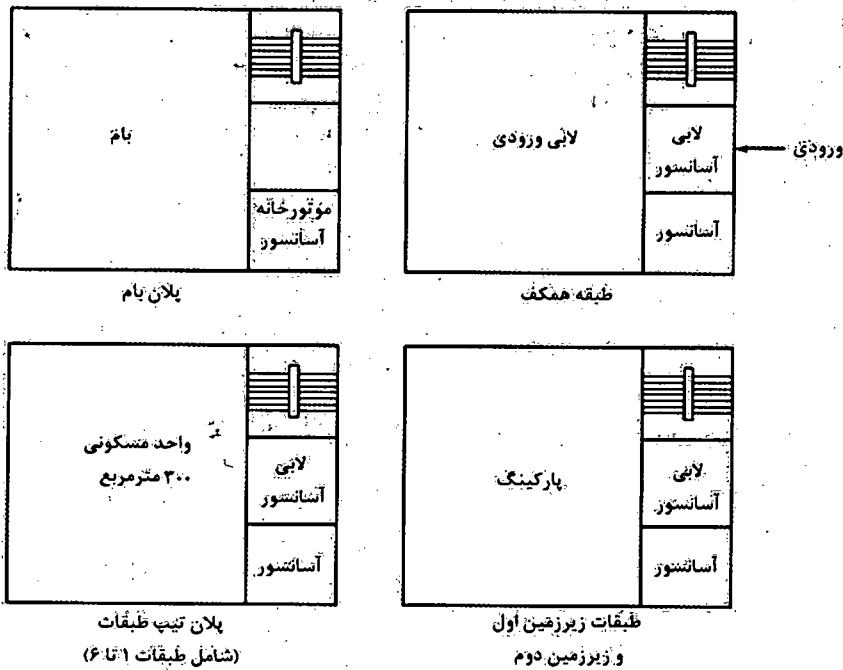 بام
موتورخانه
آسانسور
پلان بام
لابی ورودی
لابی
آسانسور
آسانسور
ورودی
طبقه همکف
واحد مسکونی
۳۰۰ مترمربع
لابی
آسانسور
آسانسور
پلان تیپ طبقات
(شامل طبقات ۱ تا ۶)
پارکینگ
لابی
آسانسور
آسانسور
طبقات زیرزمین اول
و زیرزمین دوم